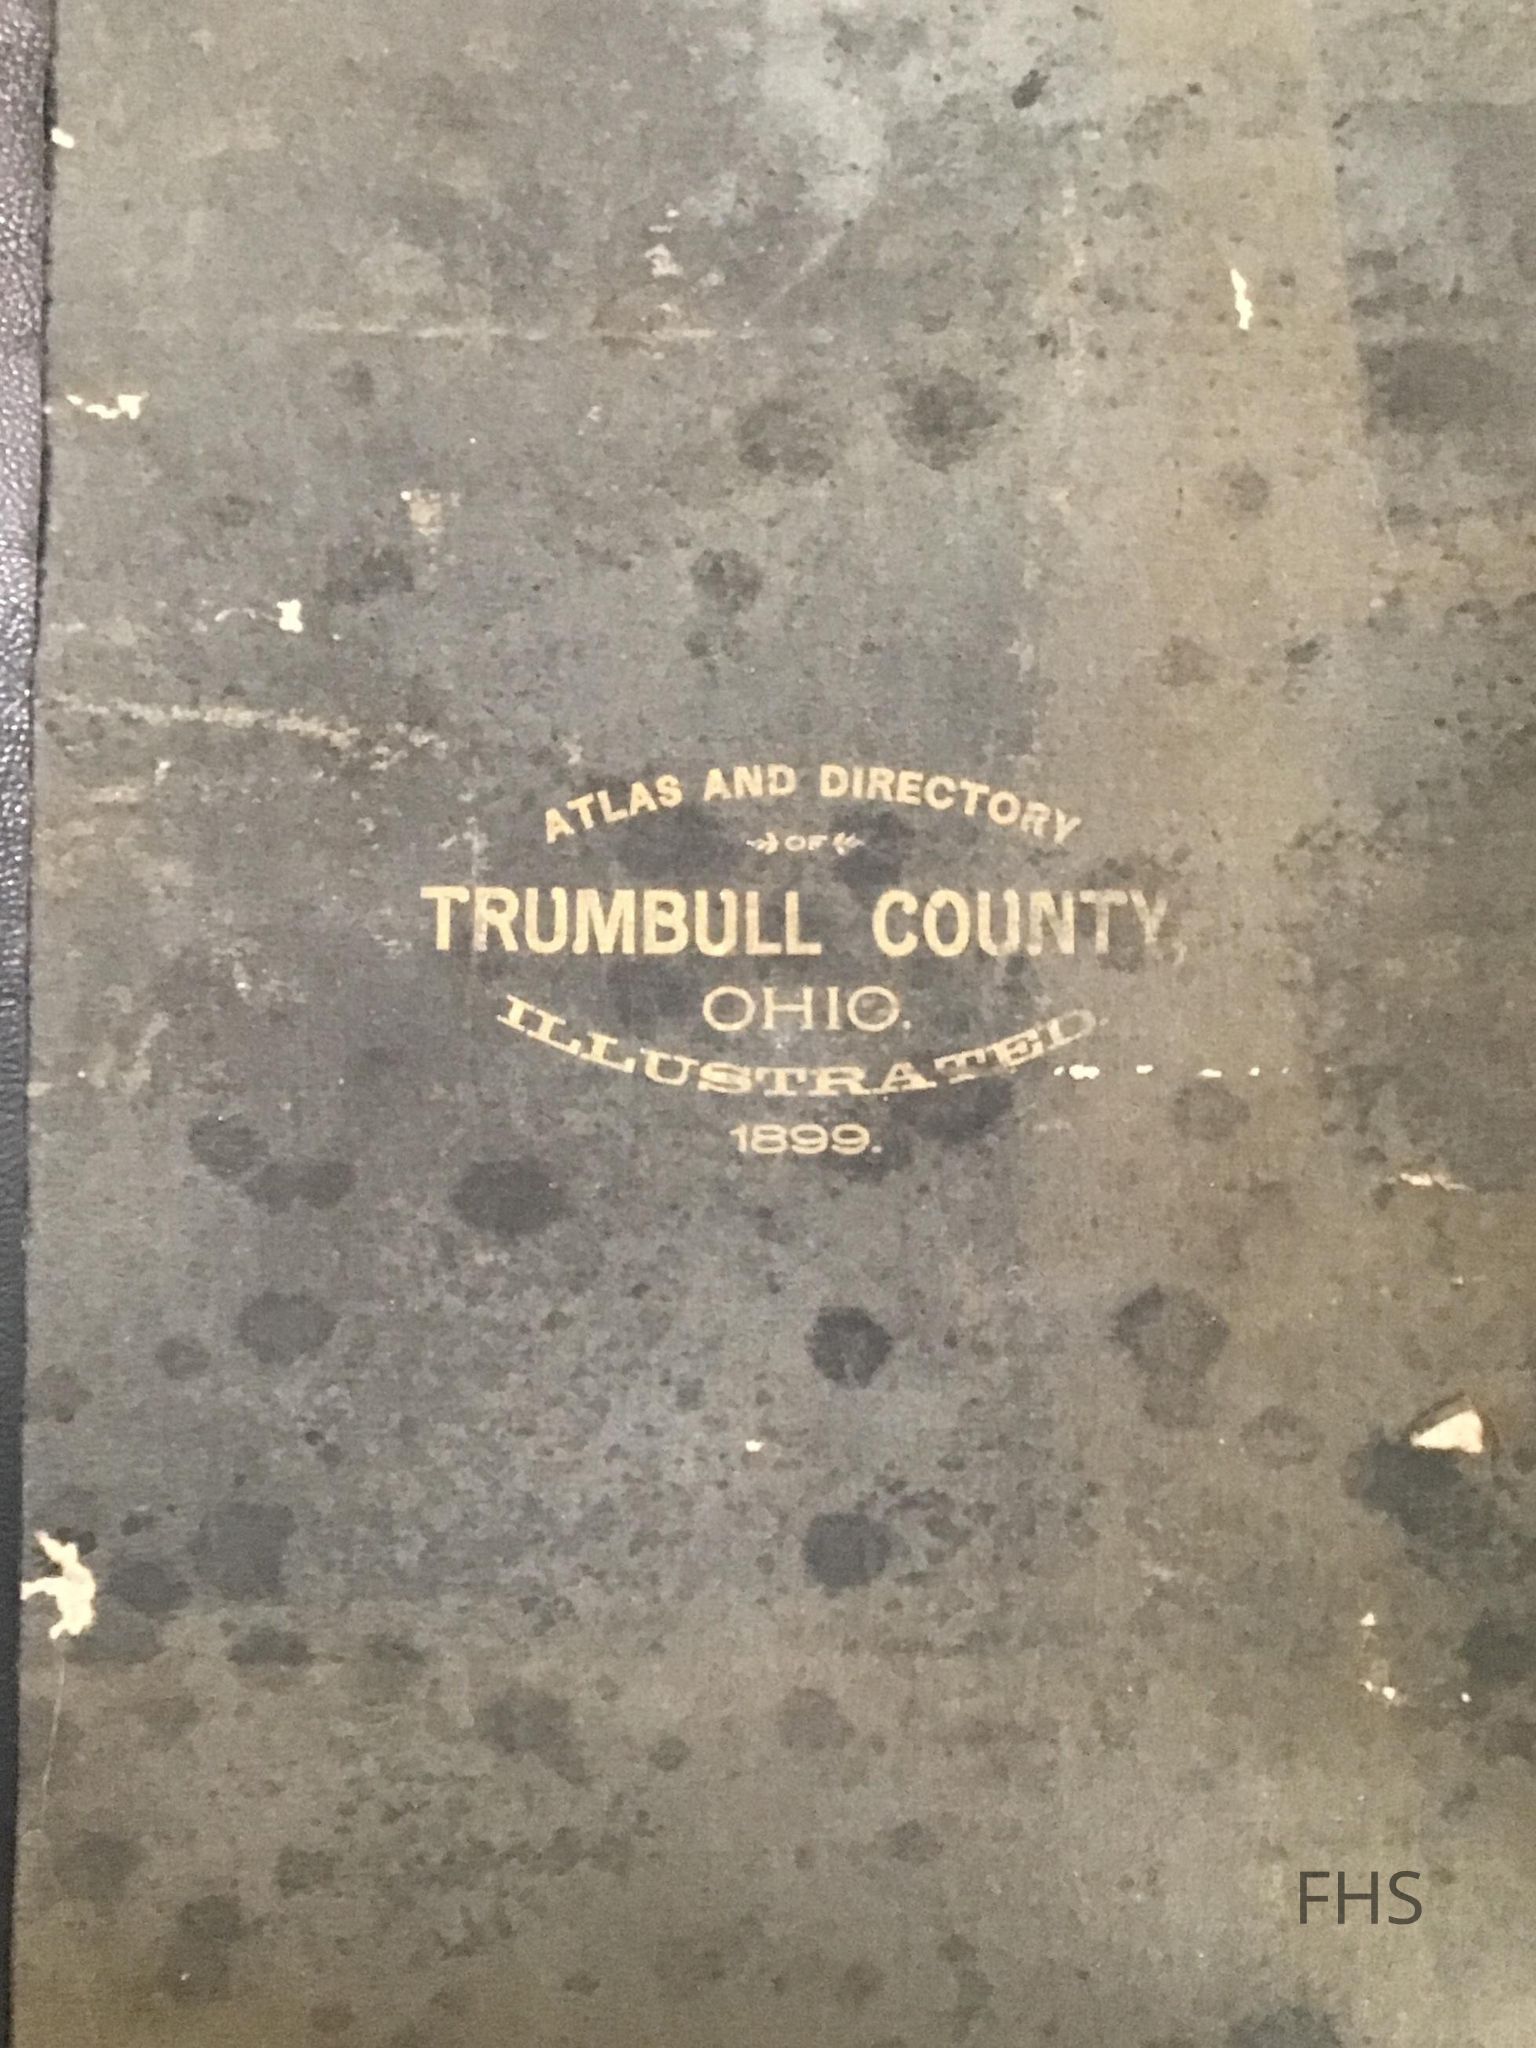 ATLAS AND DIRECTORY
OF
TRUMBULL COUNTY,
OHIO.
ILLUSTRATED.
1899.
FHS